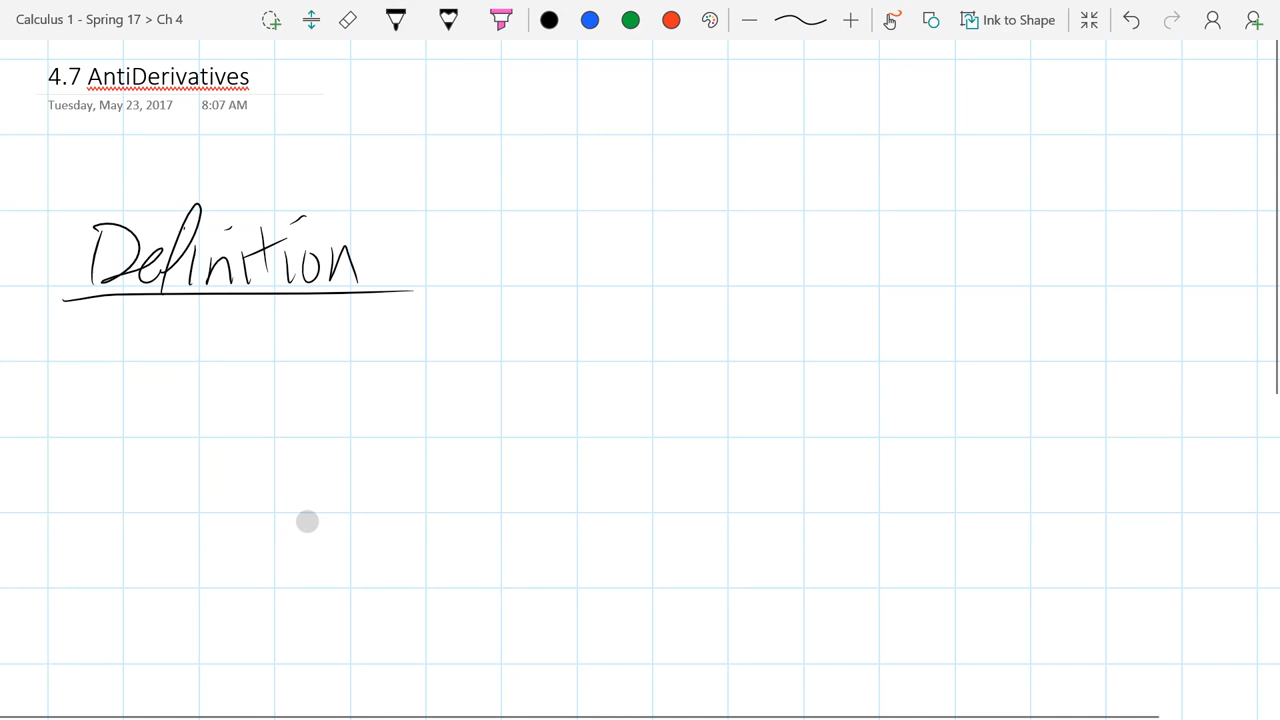 Calculus 1 - Spring 17 > Ch 4
Ink to Shape
4.7 AntiDerivatives
Tuesday, May 23, 2017 8:07 AM
Definition